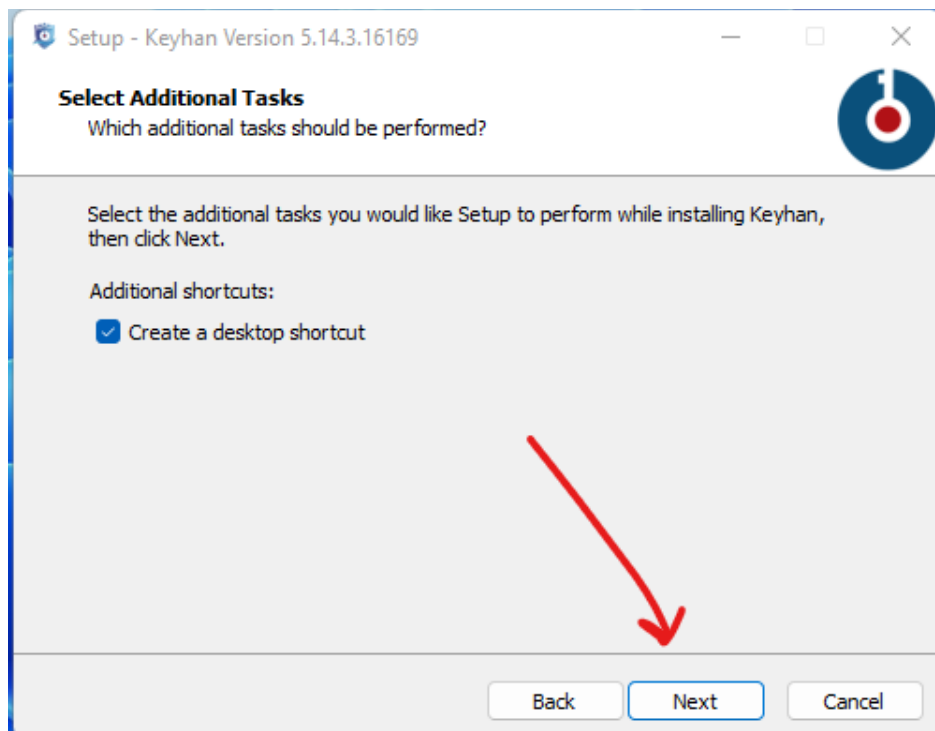 Setup - Keyhan Version 5.14.3.16169
Select Additional Tasks
Which additional tasks should be performed?
Select the additional tasks you would like Setup to perform while installing Keyhan,
then click Next.
Additional shortcuts:
Create a desktop shortcut
Back
Next
Cancel